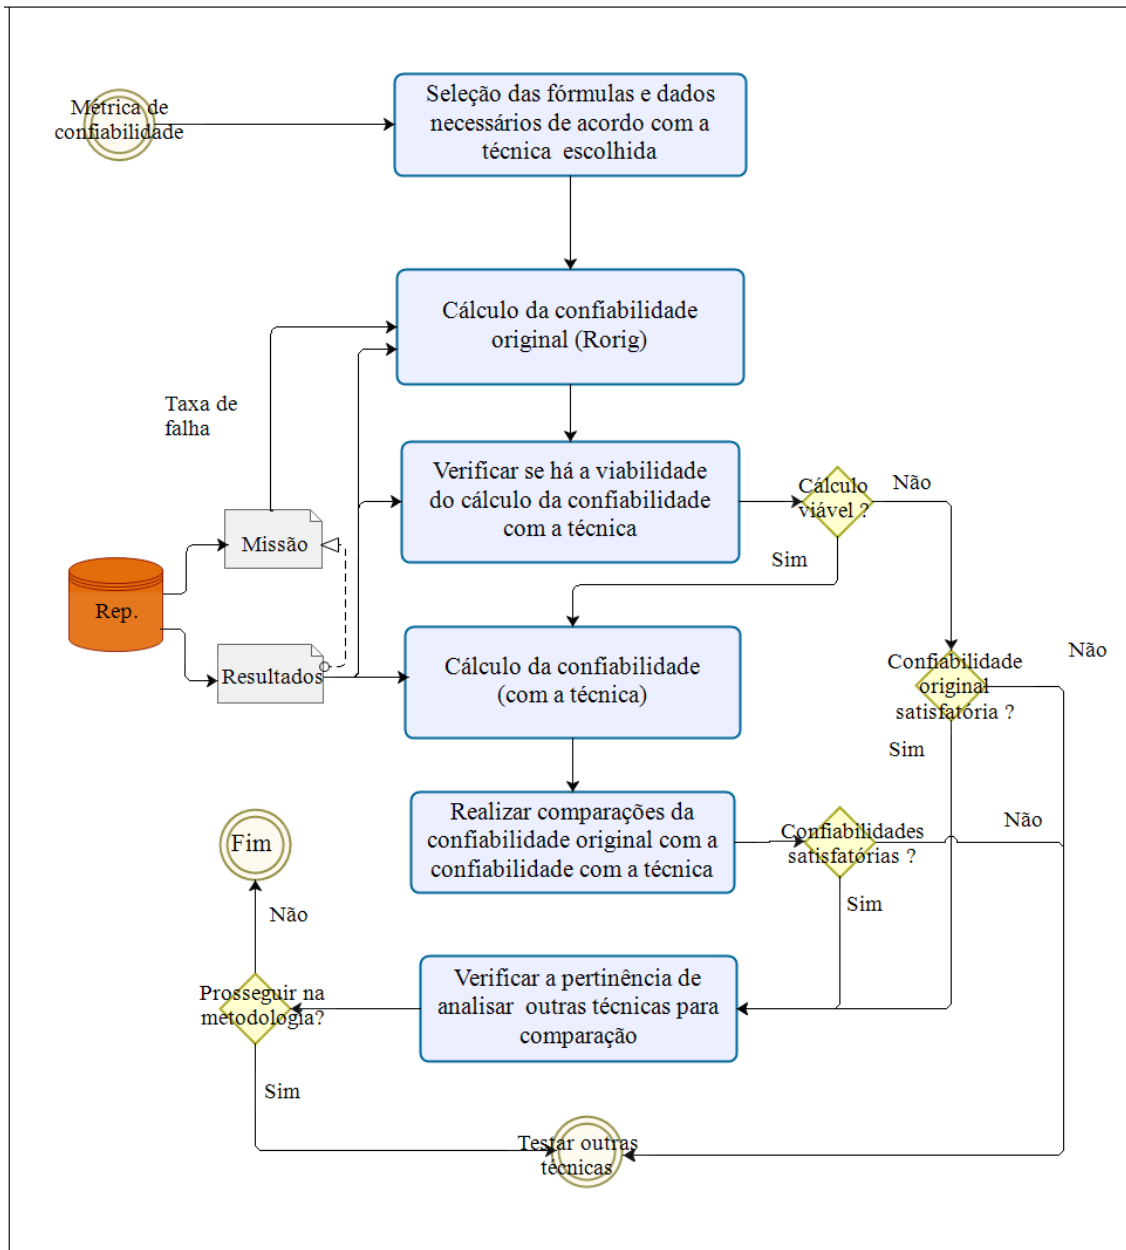 Métrica de
confiabilidade
Seleção das fórmulas e dados
necessários de acordo com a
técnica escolhida
Cálculo da confiabilidade
original (Rorig)
Taxa de
falha
Verificar se há a viabilidade
do cálculo da confiabilidade
com a técnica
Cálculo
viável ?
Não
Sim
Missão
Rep.
Resultados
Cálculo da confiabilidade
(com a técnica)
Confiabilidade
original
satisfatória ?
Não
Sim
Realizar comparações da
confiabilidade original com a
confiabilidade com a técnica
Confiabilidades
satisfatórias ?
Não
Sim
Fim
Não
Verificar a pertinência de
analisar outras técnicas para
comparação
Prosseguir na
metodologia?
Sim
Testar outras
técnicas